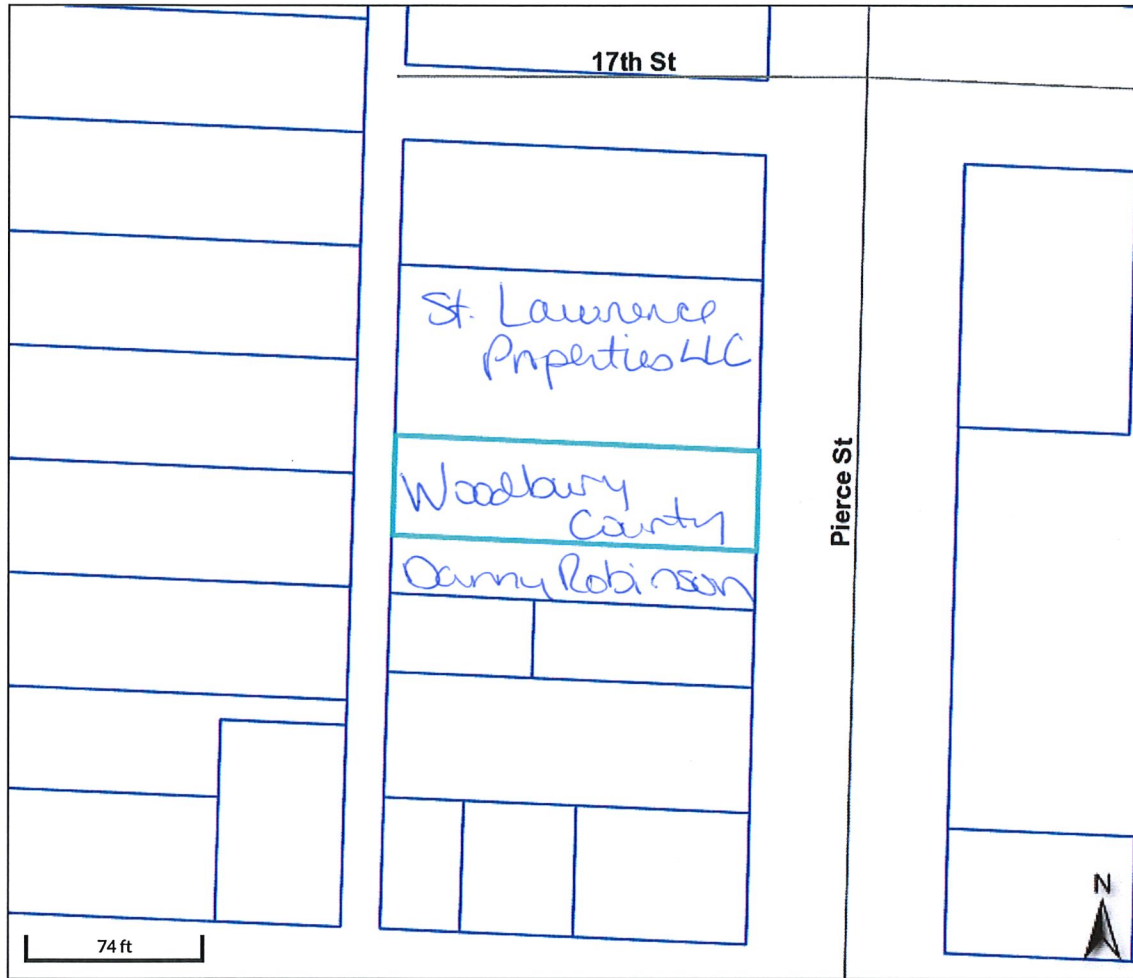 17th St
St. Lawrence
Properties LLC
Woodbury
County
Danny Robinson
Pierce St
N
74 ft